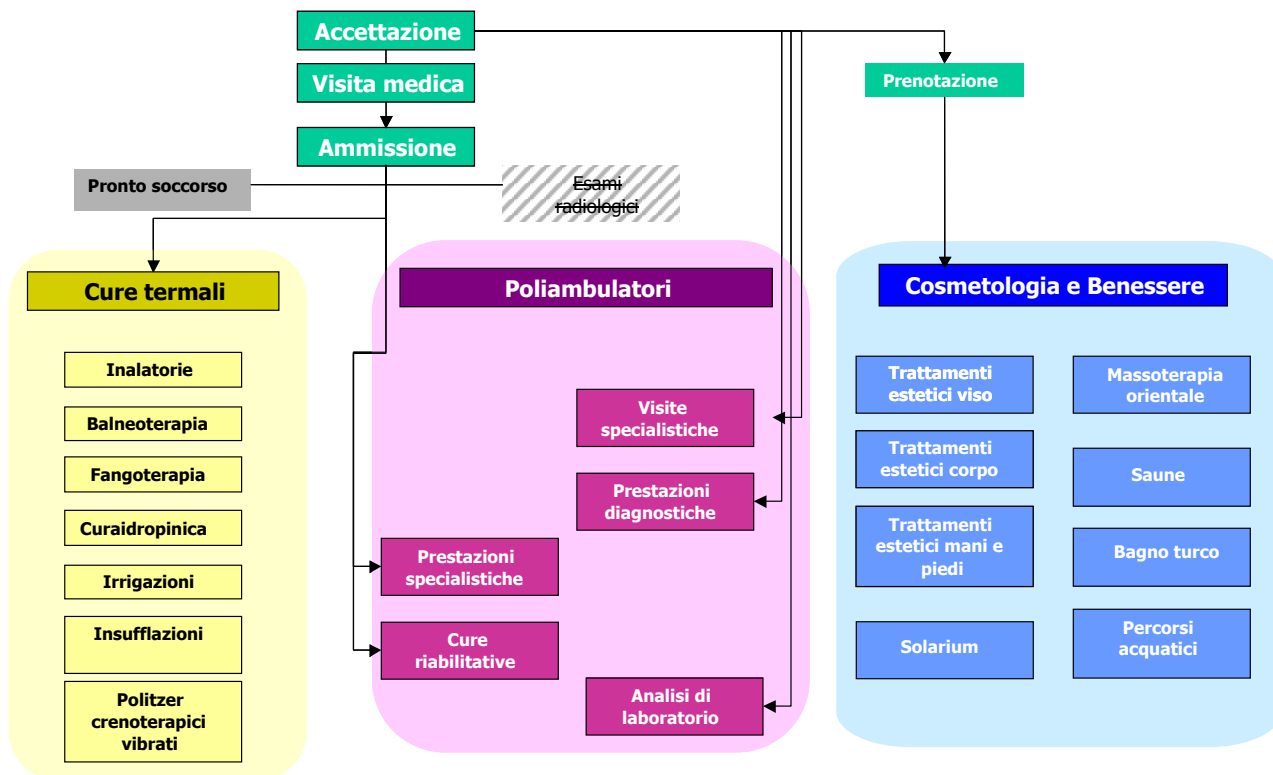 Accettazione
Visita medica
Prenotazione
Ammissione
Pronto soccorso
Esami
radiologici
Cure termali
Inalatorie
Balneoterapia
Fangoterapia
Curaidropinica
Irrigazioni
Insufflazioni
Politzer
crenoterapici
vibrati
Poliambulatori
Visite
specialistiche
Prestazioni
diagnostiche
Prestazioni
specialistiche
Cure
riabilitative
Analisi di
laboratorio
Cosmetologia e Benessere
Trattamenti
estetici viso
Massoterapia
orientale
Trattamenti
estetici corpo
Saune
Trattamenti
estetici mani e
piedi
Bagno turco
Solarium
Percorsi
acquatici